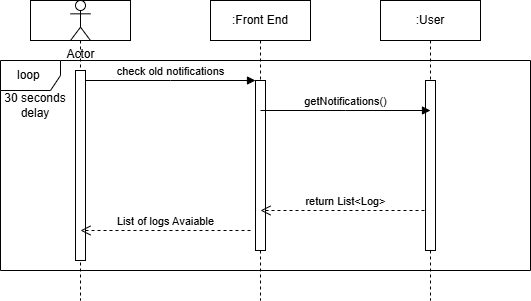 :Front End
:User
Actor
loop
check old notifications
30 seconds
delay
getNotifications()
return List<Log>
List of logs Avaiable